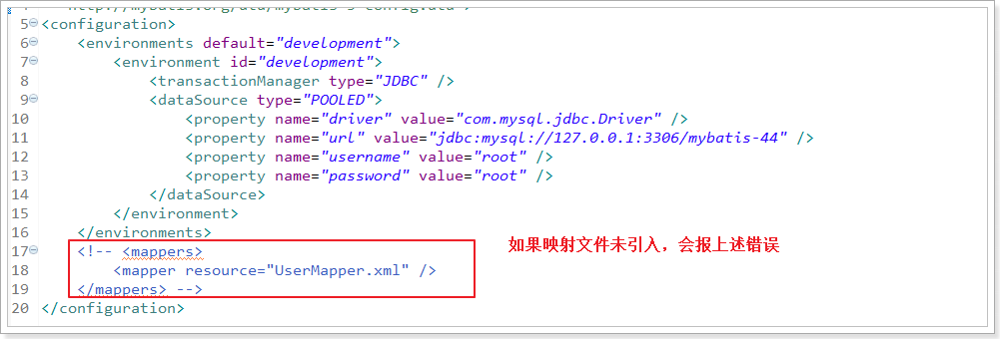 5 <configuration>
6 <environments default="development">
7 <environment id="development">
8 <transactionManager type="JDBC" />
9 <dataSource type="POOLED">
10 <property name="driver" value="com.mysql.jdbc.Driver" />
11 <property name="url" value="jdbc:mysql://127.0.0.1:3306/mybatis-44" />
12 <property name="username" value="root" />
13 <property name="password" value="root" />
14 </dataSource>
15 </environment>
16 </environments>
17 <!-- <mappers>
如果映射文件未引入，会报上述错误
18 <mapper resource="UserMapper.xml" />
19 </mappers> -->
20 </configuration>